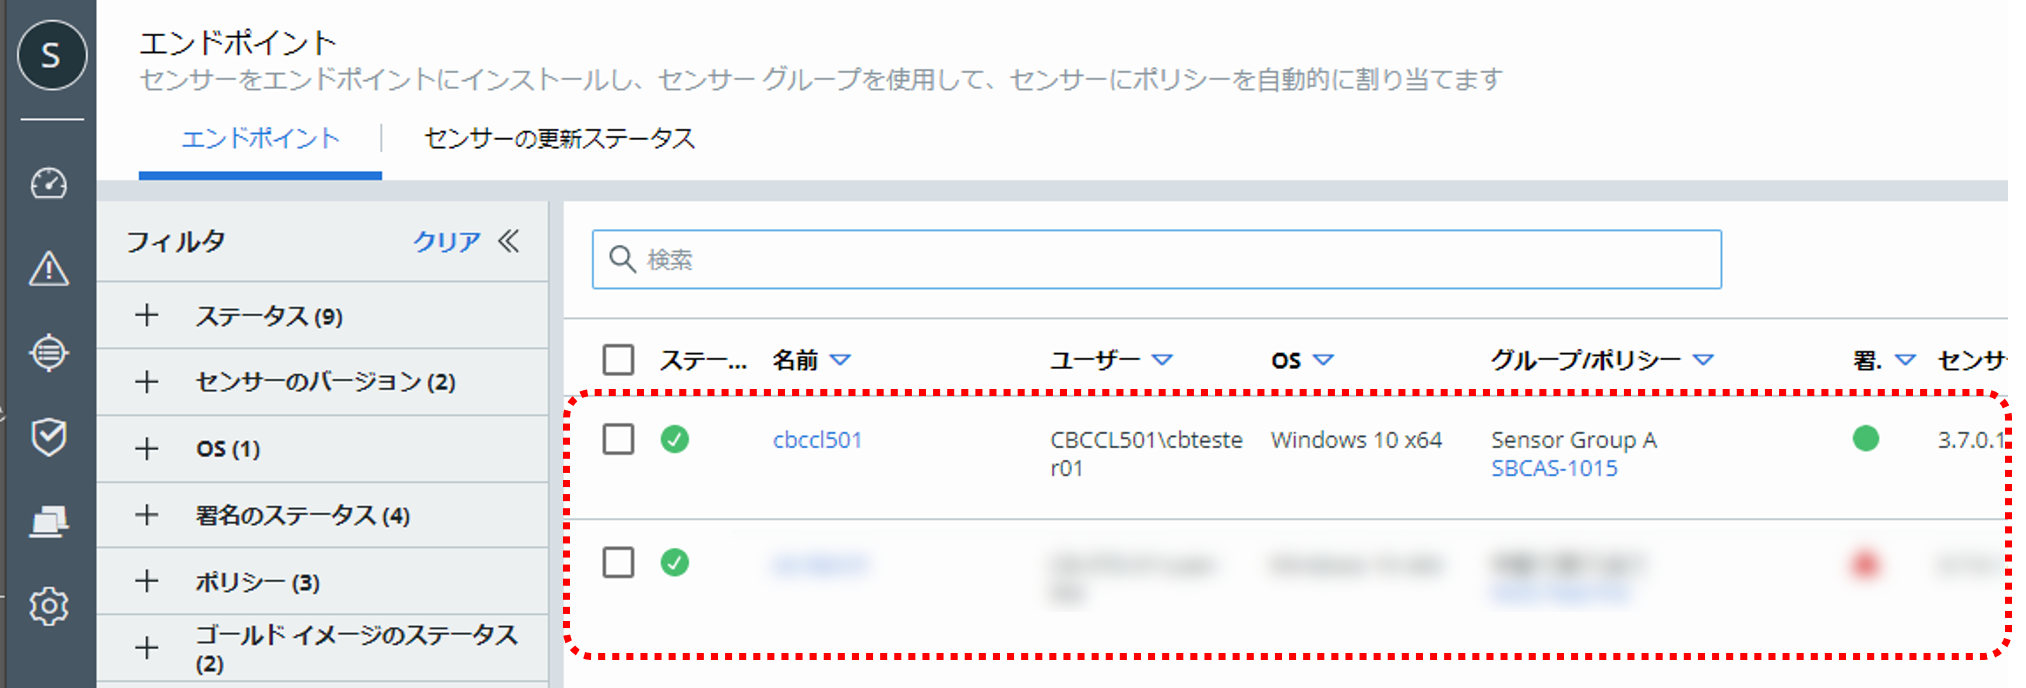 S
エンドポイント
センサーをエンドポイントにインストールし、センサー グループを使用して、センサーにポリシーを自動的に割り当てます
エンドポイント
センサーの更新ステータス
フィルタ
クリア
ステータス (9)
センサーのバージョン (2)
OS (1)
署名のステータス (4)
ポリシー (3)
ゴールド イメージのステータス
(2)
検索
ステー... 名前 ユーザー OS グループ/ポリシー 署. センサ
cbccl501 CBCCL501\cbteste Windows 10 x64 Sensor Group A 3.7.0.1
r01 SBCAS-1015